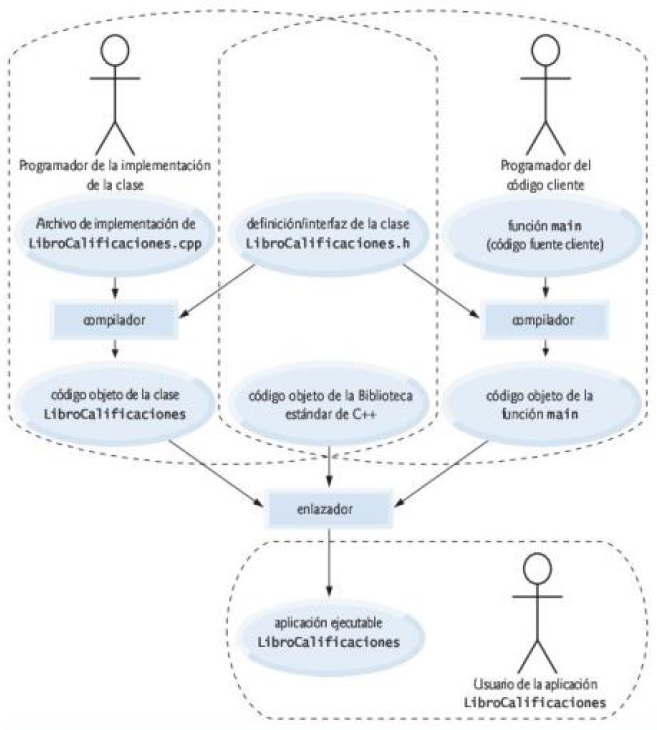 Programador de la implementación
de la clase
Programador del
código cliente
Archivo de implementación de
LibroCalificaciones.cpp
definición/interfaz de la clase
LibroCalificaciones.h
función main
(código fuente cliente)
compilador
compilador
código objeto de la clase
LibroCalificaciones
código objeto de la Biblioteca
estándar de C++
código objeto de la
función main
enlazador
aplicación ejecutable
LibroCalificaciones
Usuario de la aplicación
LibroCalificaciones